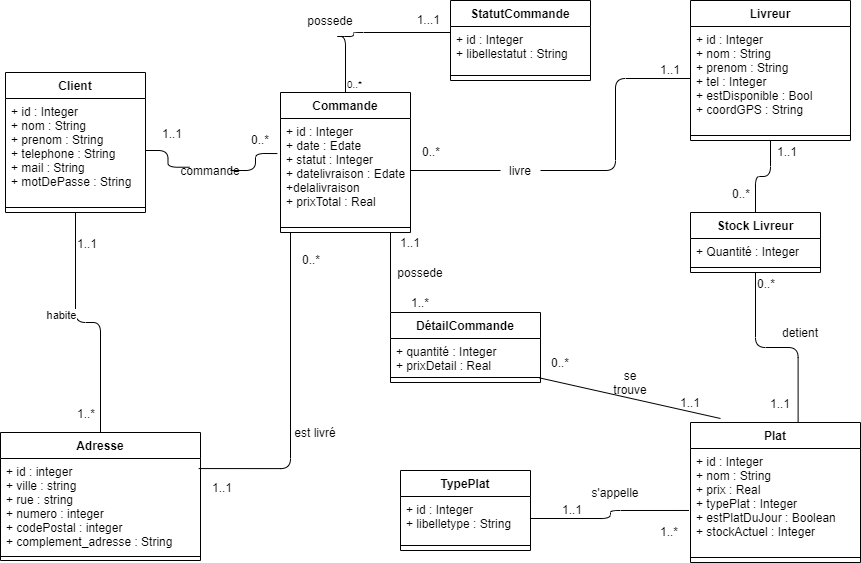 StatutCommande
+ id : Integer
+ libellestatut : String
Livreur
+ id : Integer
+ nom : String
+ prenom : String
+ tel : Integer
+ estDisponible : Bool
+ coordGPS : String
possede
1...1
0..*
Client
+ id : Integer
+ nom : String
+ prenom : String
+ telephone : String
+ mail : String
+ motDePasse : String
1..1
commande
0..*
Commande
+ id : Integer
+ date : Edate
+ statut : Integer
+ datelivraison : Edate
+delalivraison
+ prixTotal : Real
0..*
livre
1..1
1..1
0..*
Stock Livreur
+ Quantité : Integer
0..*
detient
1..1
1..1
habite
1..*
0..*
est livré
1..1
1..1
possede
1..*
DétailCommande
+ quantité : Integer
+ prixDetail : Real
0..*
se
trouve
1..1
Adresse
+ id : integer
+ ville : string
+ rue : string
+ numero : integer
+ codePostal : integer
+ complement_adresse : String
TypePlat
+ id : Integer
+ libelletype : String
s'appelle
1..1
1..*
Plat
+ id : Integer
+ nom : String
+ prix : Real
+ typePlat : Integer
+ estPlatDuJour : Boolean
+ stockActuel : Integer